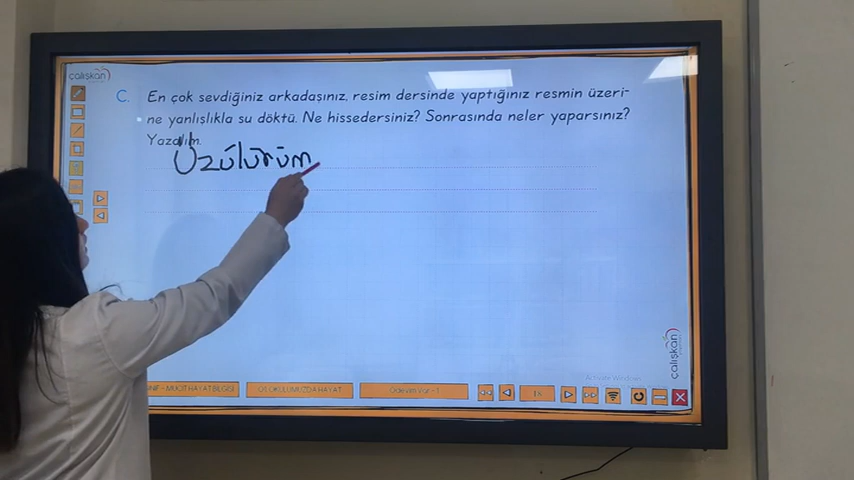 çalışkan
C. En çok sevdiğiniz arkadaşınız, resim dersinde yaptığınız resmin üzeri-
ne yanlışlıkla su döktü. Ne hissedersiniz? Sonrasında neler yaparsınız?
Yazalım.
Üzülürüm
çalışkan
Activate Windows
OKULUMUZDA HAYAT
Ödevim Var -1
18